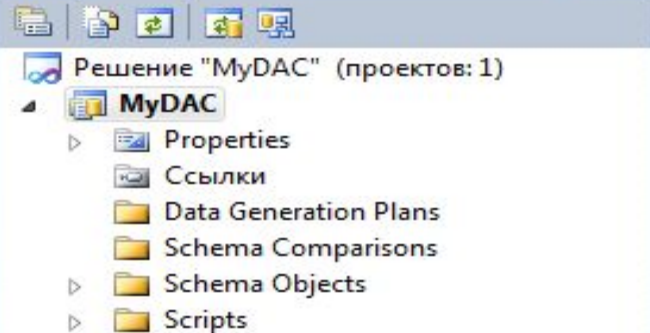 Решение "MyDAC" (проектов: 1)
MyDAC
Properties
Ссылки
Data Generation Plans
Schema Comparisons
Schema Objects
Scripts